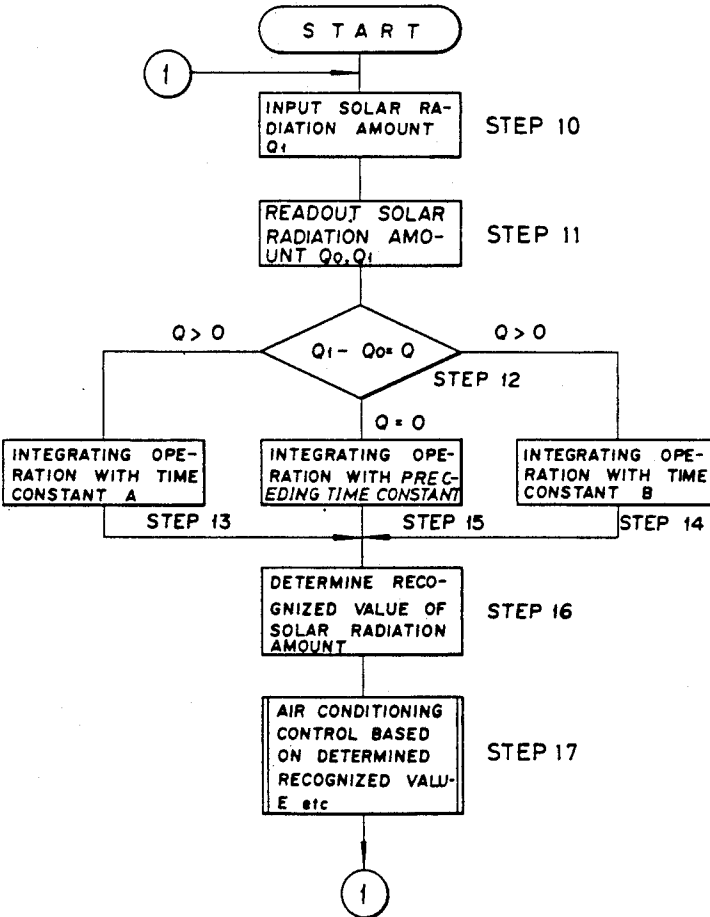 START
1
INPUT SOLAR RA-
DIATION AMOUNT
Q1
STEP 10
READOUT SOLAR
RADIATION AMO-
UNT Q0,Q1
STEP 11
Q > 0
Q1 - Q0 = Q
Q > 0
STEP 12
Q = 0
INTEGRATING OPE-
RATION WITH TIME
CONSTANT A
STEP 13
INTEGRATING OPE-
RATION WITH PREC-
EDING TIME CONSTANT
STEP 15
INTEGRATING OPE-
RATION WITH TIME
CONSTANT B
STEP 14
DETERMINE RECO-
GNIZED VALUE OF
SOLAR RADIATION
AMOUNT
STEP 16
AIR CONDITIONING
CONTROL BASED
ON DETERMINED
RECOGNIZED VALU-
E etc
STEP 17
1